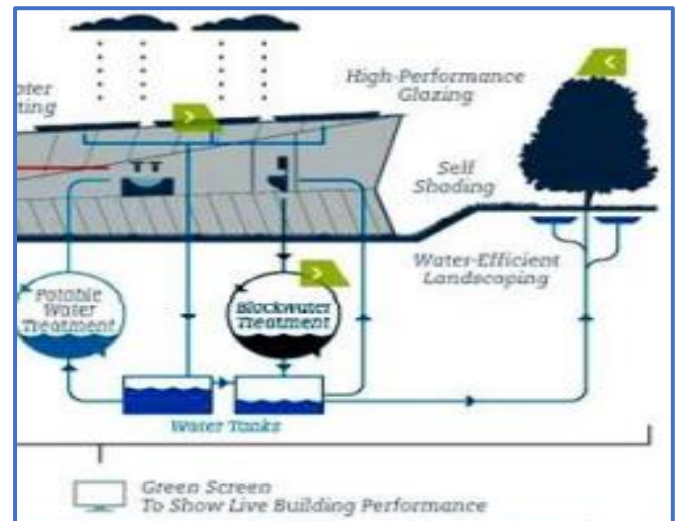 High-Performance
Glazing
Self
Shading
Water-Efficient
Landscaping
Potable
Water
Treatment
Blackwater
Treatment
Water Tanks
Green Screen
To Show Live Building Performance